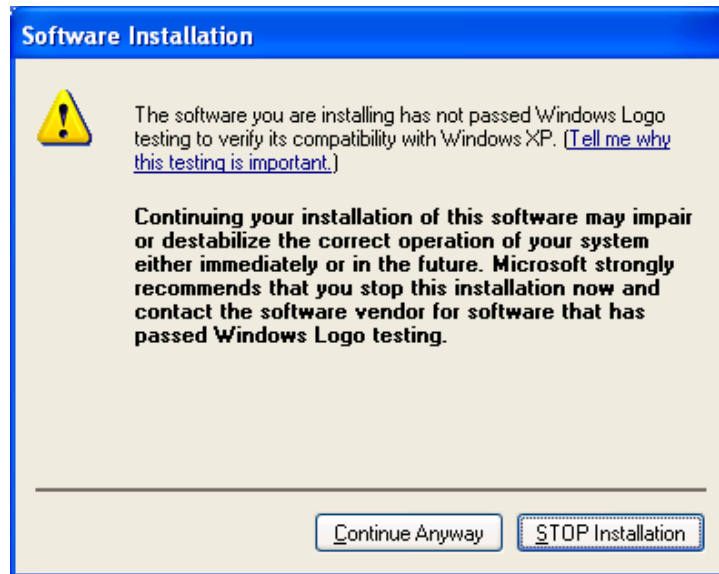 Software Installation
The software you are installing has not passed Windows Logo
testing to verify its compatibility with Windows XP. (Tell me why
this testing is important.)
Continuing your installation of this software may impair
or destabilize the correct operation of your system
either immediately or in the future. Microsoft strongly
recommends that you stop this installation now and
contact the software vendor for software that has
passed Windows Logo testing.
Continue Anyway
STOP Installation